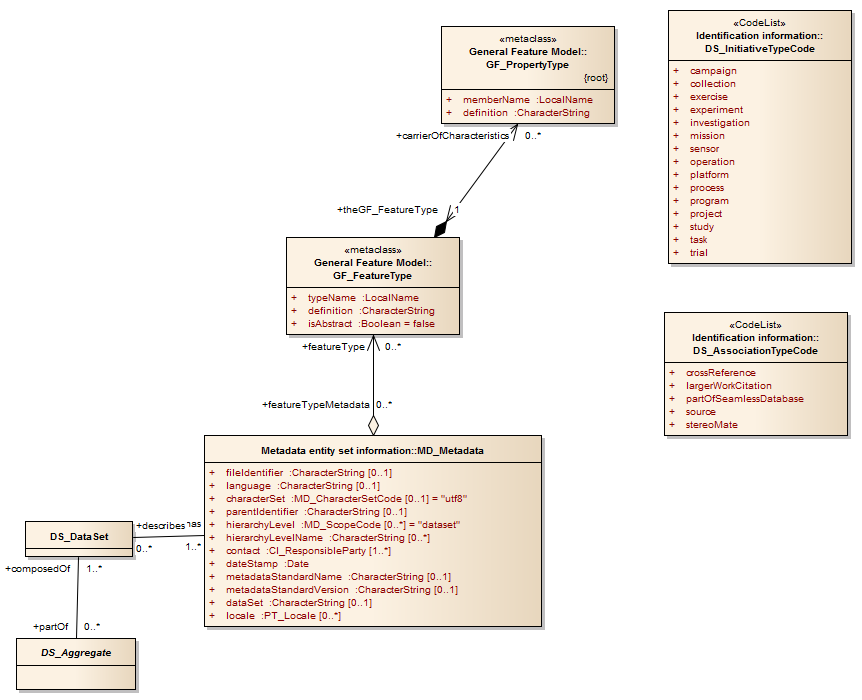 «metaclass»
General Feature Model::
GF_PropertyType
{root}
+ memberName :LocalName
+ definition :CharacterString
+carrierOfCharacteristics 0..*
+theGF_FeatureType 1
«metaclass»
General Feature Model::
GF_FeatureType
+ typeName :LocalName
+ definition :CharacterString
+ isAbstract :Boolean = false
+featureType 0..*
+featureTypeMetadata 0..*
Metadata entity set information::MD_Metadata
+ fileIdentifier :CharacterString [0..1]
+ language :CharacterString [0..1]
+ characterSet :MD_CharacterSetCode [0..1] = "utf8"
+ parentIdentifier :CharacterString [0..1]
+ hierarchyLevel :MD_ScopeCode [0..*] = "dataset"
+ hierarchyLevelName :CharacterString [0..*]
+ contact :CI_ResponsibleParty [1..*]
+ dateStamp :Date
+ metadataStandardName :CharacterString [0..1]
+ metadataStandardVersion :CharacterString [0..1]
+ dataSet :CharacterString [0..1]
+ locale :PT_Locale [0..*]
+describes has
0..* 1..*
DS_DataSet
+composedOf 1..*
+partOf 0..*
DS_Aggregate
«CodeList»
Identification information::
DS_InitiativeTypeCode
+ campaign
+ collection
+ exercise
+ experiment
+ investigation
+ mission
+ sensor
+ operation
+ platform
+ process
+ program
+ project
+ study
+ task
+ trial
«CodeList»
Identification information::
DS_AssociationTypeCode
+ crossReference
+ largerWorkCitation
+ partOfSeamlessDatabase
+ source
+ stereoMate